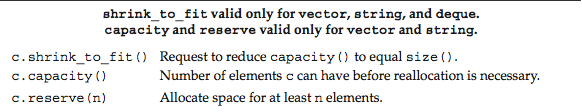 shrink_to_fit valid only for vector, string, and deque.
capacity and reserve valid only for vector and string.
c.shrink_to_fit() Request to reduce capacity() to equal size().
c.capacity() Number of elements c can have before reallocation is necessary.
c.reserve(n) Allocate space for at least n elements.